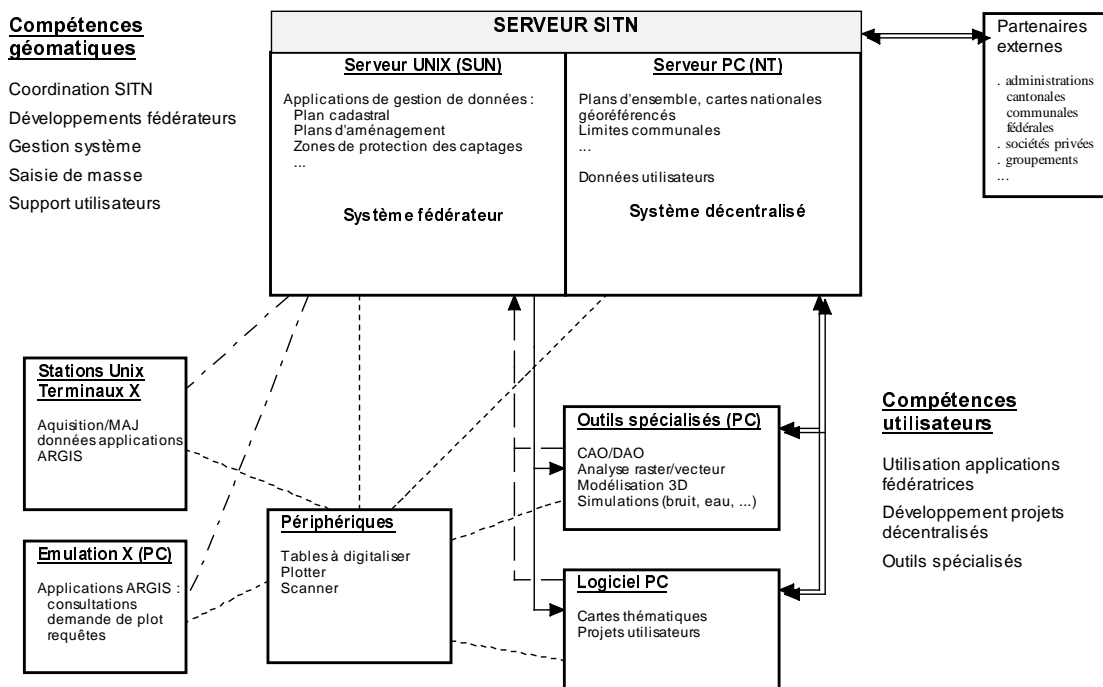 Compétences
géomatiques
Coordination SITN
Développements fédérateurs
Gestion système
Saisie de masse
Support utilisateurs
SERVEUR SITN
Serveur UNIX (SUN)
Applications de gestion de données :
Plan cadastral
Plans d'aménagement
Zones de protection des captages
...
Système fédérateur
Serveur PC (NT)
Plans d'ensemble, cartes nationales
géoréférencés
Limites communales
...
Données utilisateurs
Système décentralisé
Partenaires
externes
. administrations
cantonales
communales
fédérales
. sociétés privées
. groupements
...
Stations Unix
Terminaux X
Aquisition/MAJ
données applications
ARGIS
Emulation X (PC)
Applications ARGIS :
consultations
demande de plot
requêtes
Périphériques
Tables à digitaliser
Plotter
Scanner
Outils spécialisés (PC)
CAO/DAO
Analyse raster/vecteur
Modélisation 3D
Simulations (bruit, eau, ...)
Logiciel PC
Cartes thématiques
Projets utilisateurs
Compétences
utilisateurs
Utilisation applications
fédératrices
Développement projets
décentralisés
Outils spécialisés